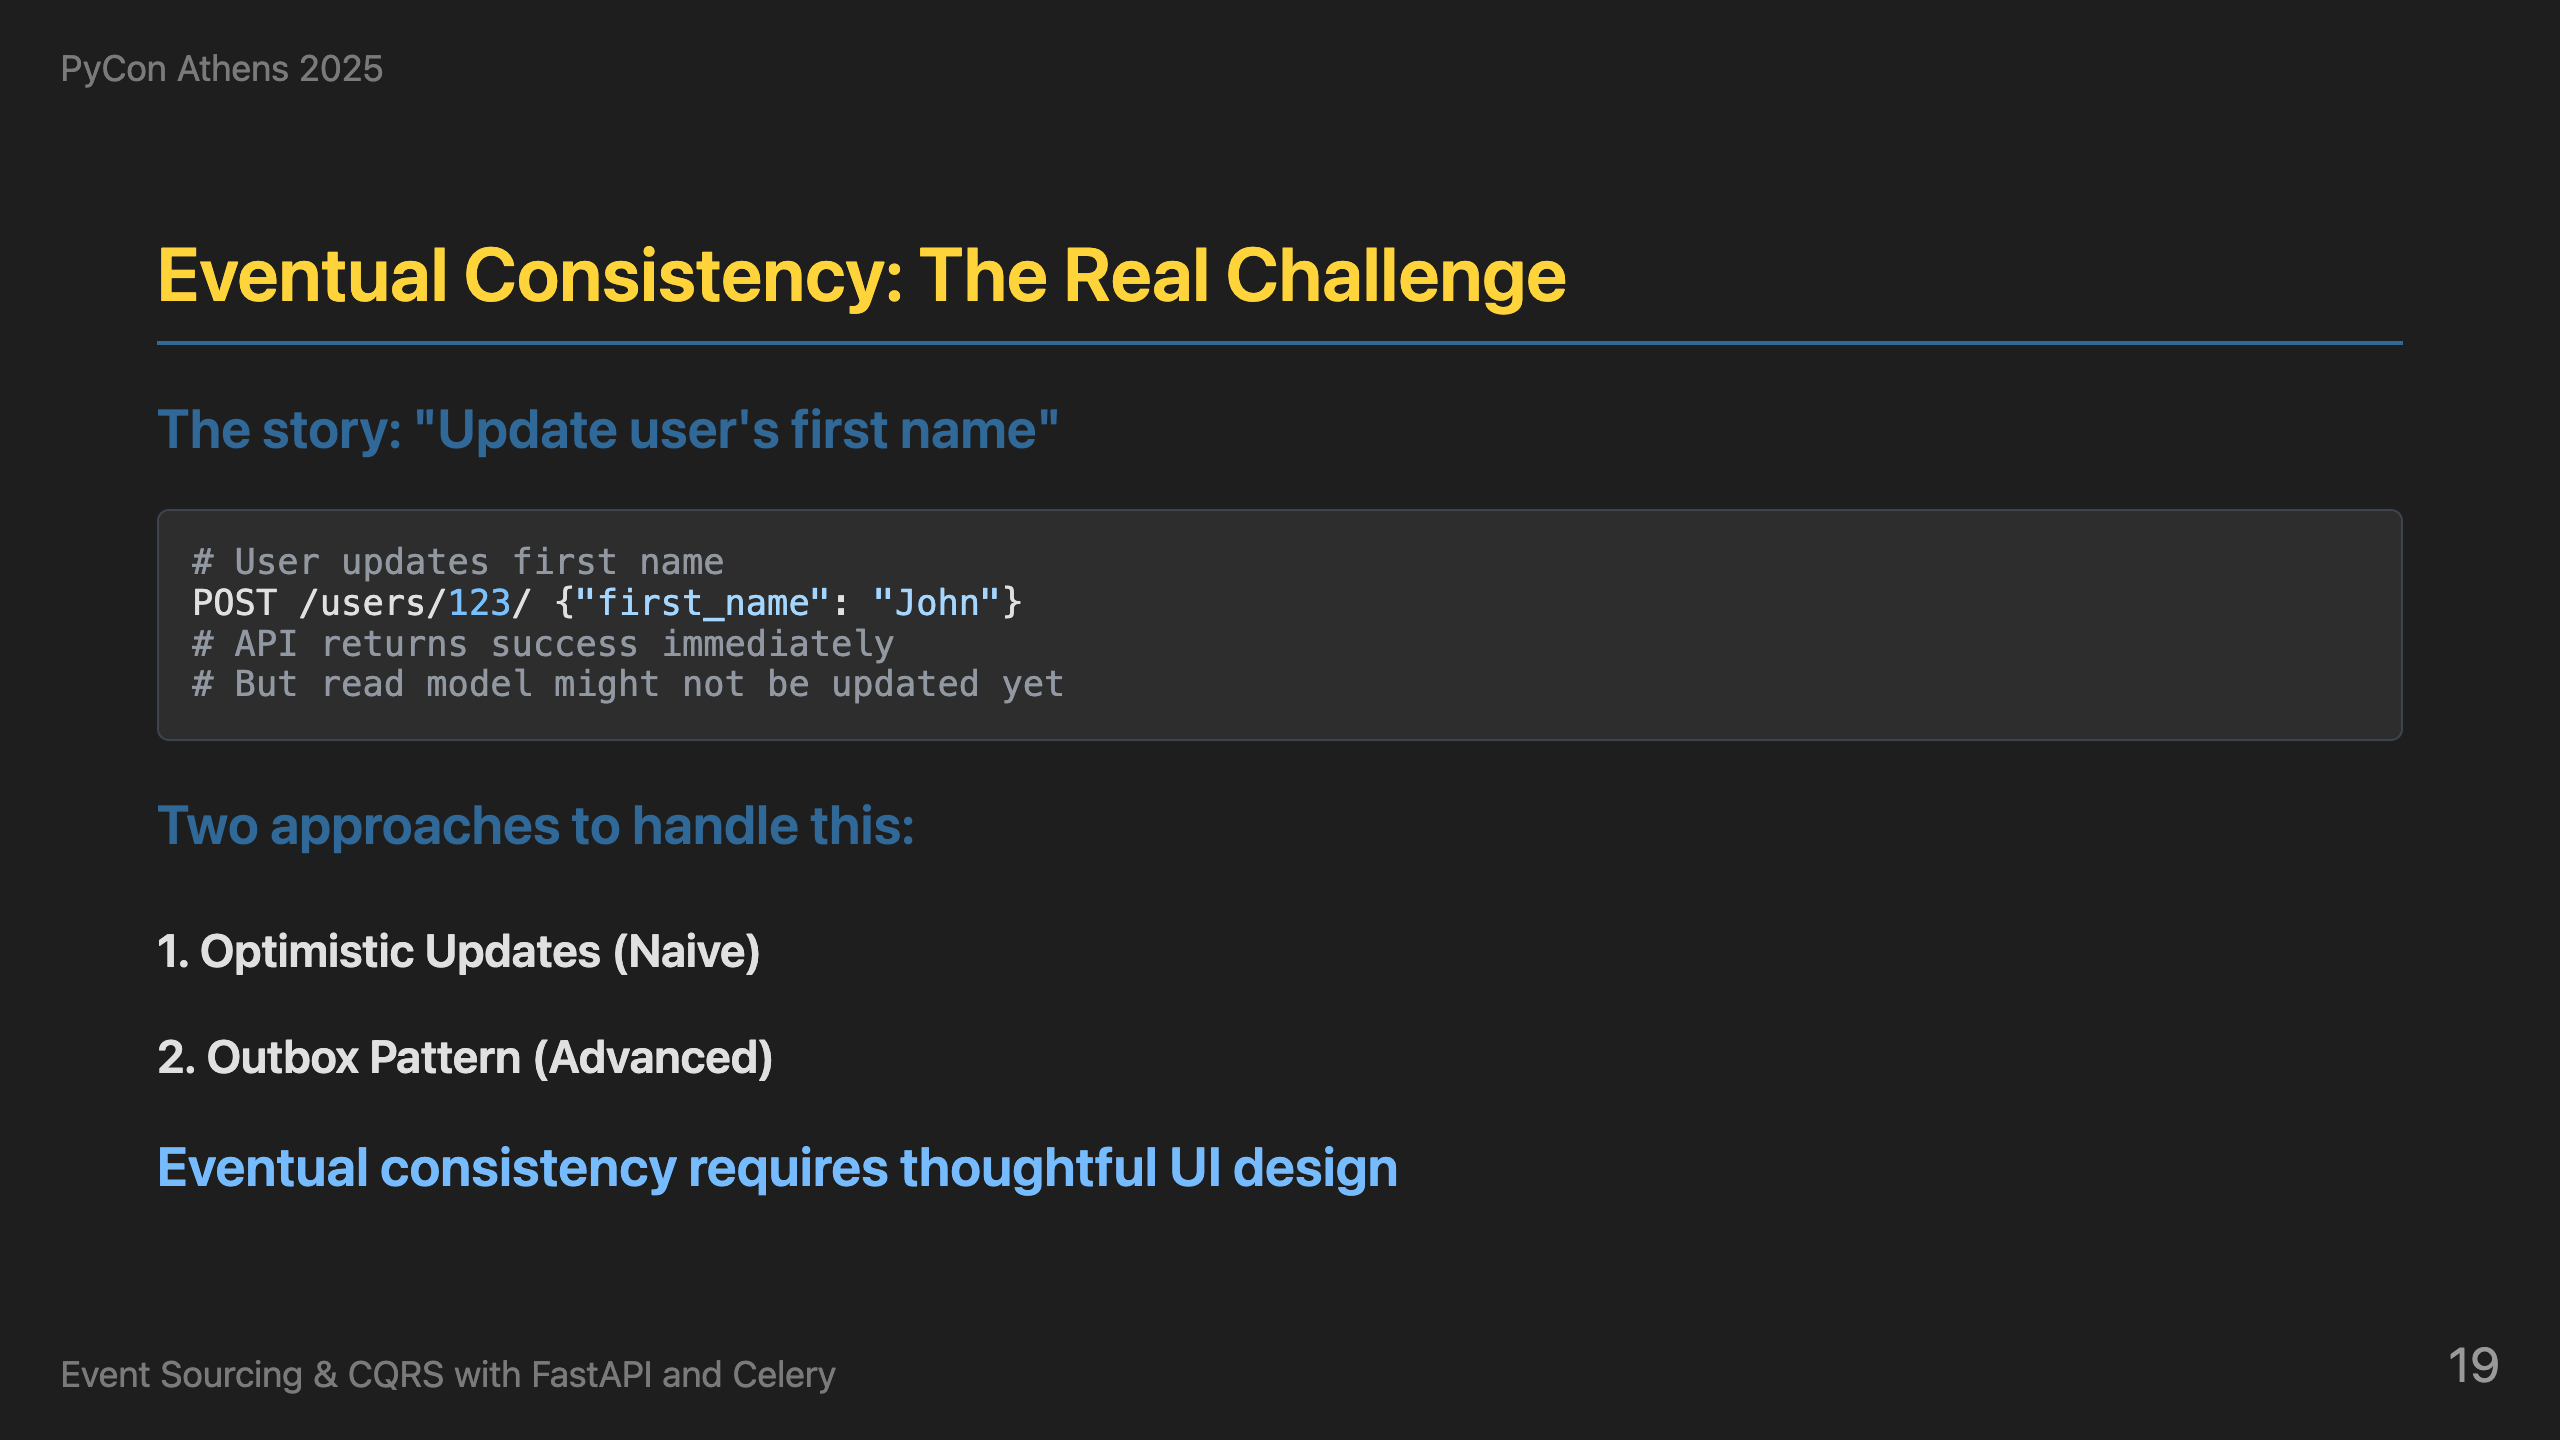 PyCon Athens 2025
Eventual Consistency: The Real Challenge
The story: "Update user's first name"
# User updates first name
POST /users/123/ {"first_name": "John"}
# API returns success immediately
# But read model might not be updated yet
Two approaches to handle this:
1. Optimistic Updates (Naive)
2. Outbox Pattern (Advanced)
Eventual consistency requires thoughtful UI design
Event Sourcing & CQRS with FastAPI and Celery
19